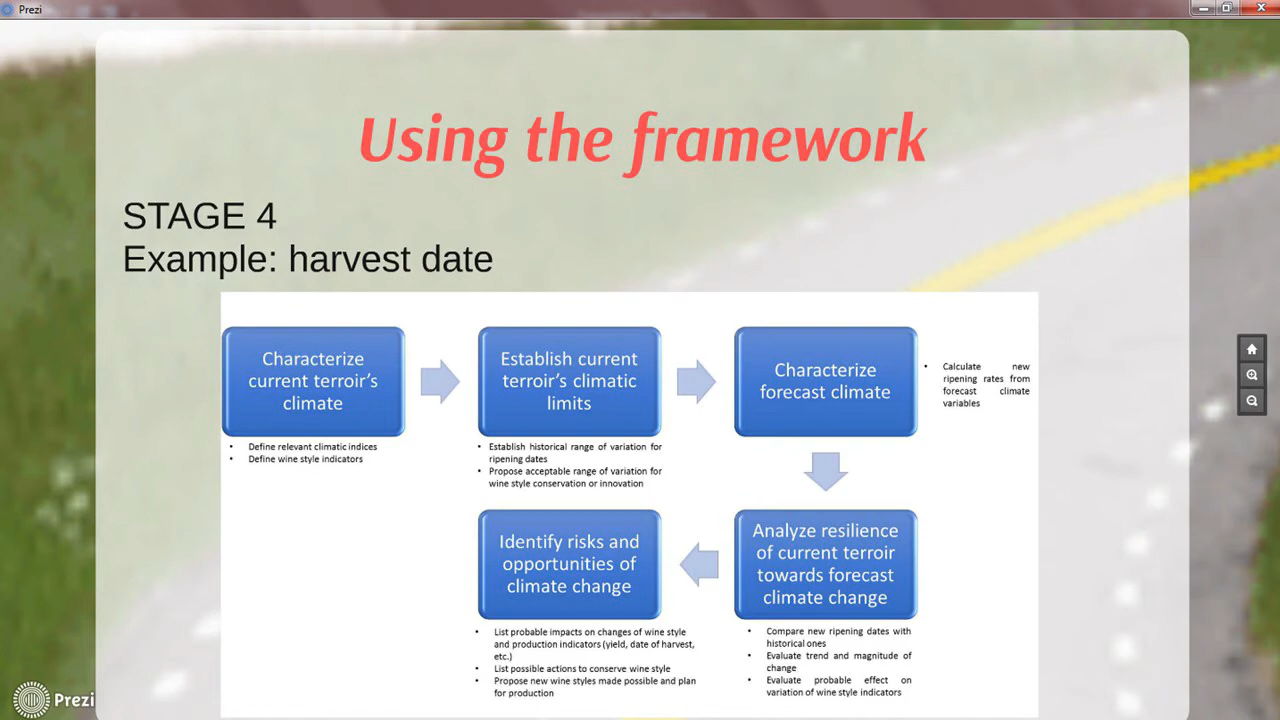 Prezi
Using the framework
STAGE 4
Example: harvest date
Characterize
current terroir's
climate
• Define relevant climatic indices
• Define wine style indicators
Establish current
terroir's climatic
limits
• Establish historical range of variation for
ripening dates
• Propose acceptable range of variation for
wine style conservation or innovation
Characterize
forecast climate
• Calculate new
ripening rates from
forecast climate
variables
Analyze resilience
of current terroir
towards forecast
climate change
• Compare new ripening dates with
historical ones
• Evaluate trend and magnitude of
change
• Evaluate probable effect on
variation of wine style indicators
Identify risks and
opportunities of
climate change
• List probable impacts on changes of wine style
and production indicators (yield, date of harvest,
etc.)
• List possible actions to conserve wine style
• Propose new wine styles made possible and plan
for production
Prezi